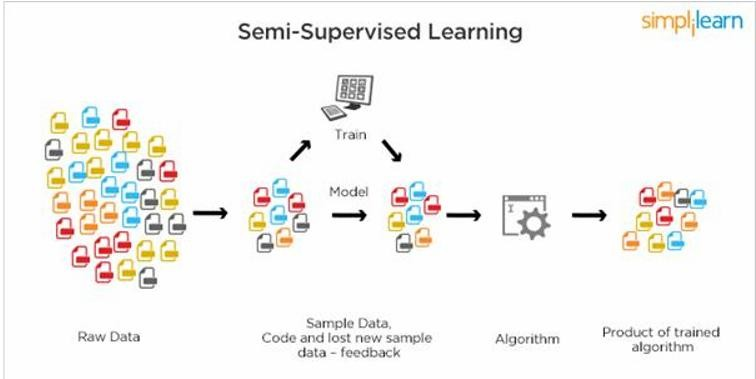 Semi-Supervised Learning
simplilearn
Train
Model
Raw Data
Sample Data,
Code and lost new sample
data – feedback
Algorithm
Product of trained
algorithm